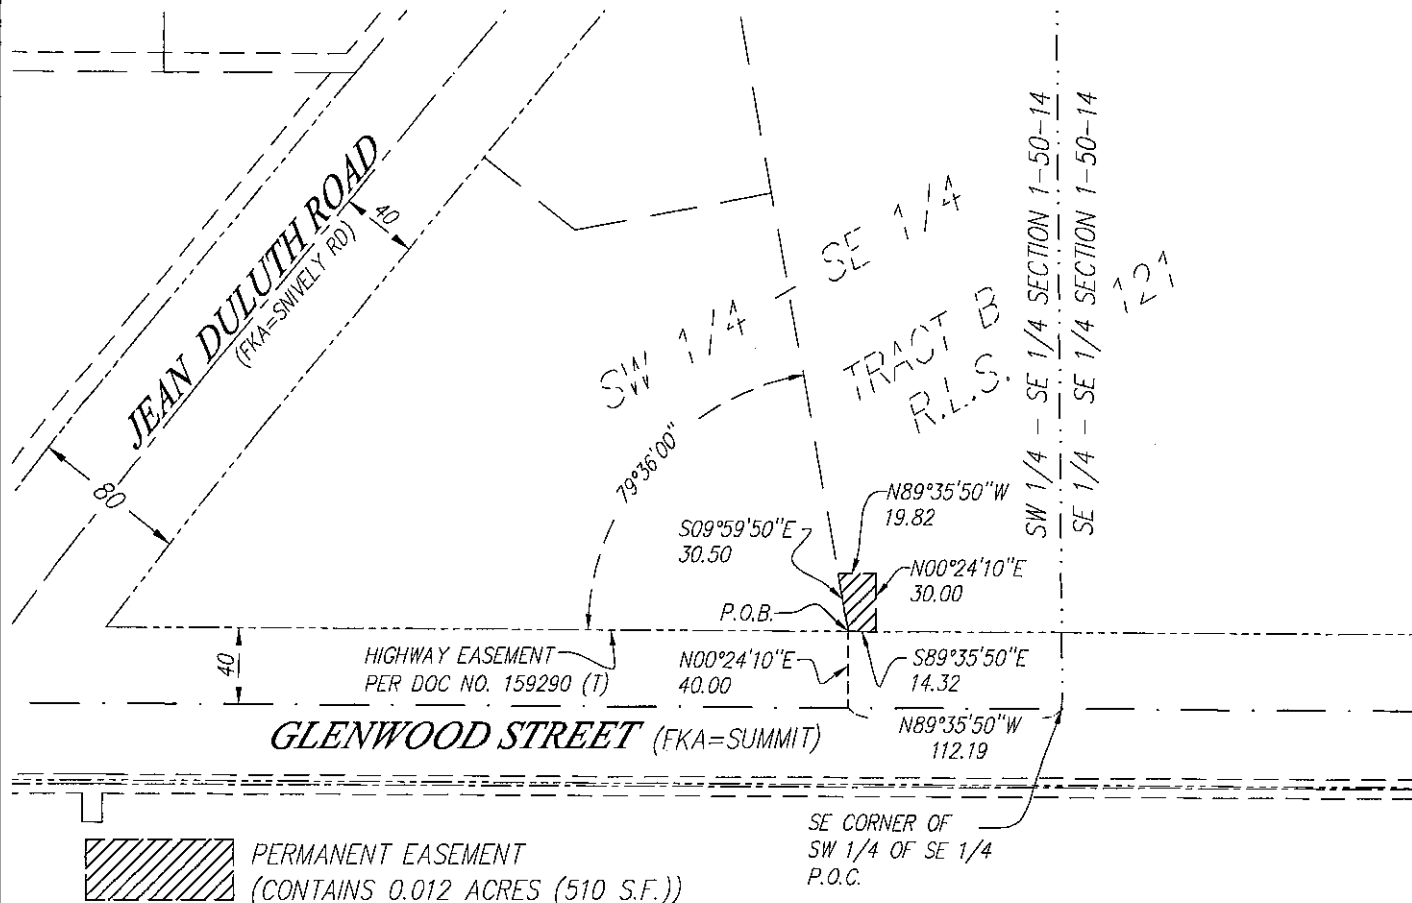 JEAN DULUTH ROAD
(FKA=SNIVELY RD)
40
80
SW 1/4 - SE 1/4
TRACT B
R.L.S. 121
SW 1/4 - SE 1/4 SECTION 1-50-14
SE 1/4 - SE 1/4 SECTION 1-50-14
79°36'00"
N89°35'50"W
19.82
S09°59'50"E
30.50
N00°24'10"E
30.00
P.O.B.
HIGHWAY EASEMENT
PER DOC NO. 159290 (T)
40
N00°24'10"E
40.00
S89°35'50"E
14.32
GLENWOOD STREET (FKA=SUMMIT)
N89°35'50"W
112.19
SE CORNER OF
SW 1/4 OF SE 1/4
P.O.C.
PERMANENT EASEMENT
(CONTAINS 0.012 ACRES (510 S.F.))